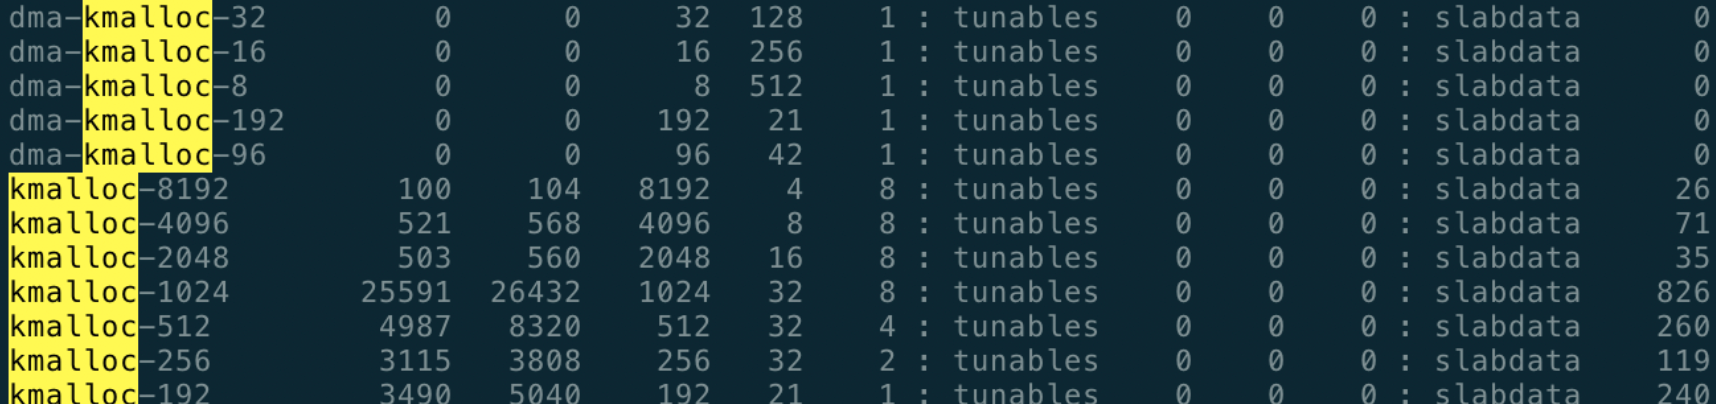 dma-kmalloc-32 0 0 32 128 1 : tunables 0 0 0 : slabdata 0
dma-kmalloc-16 0 0 16 256 1 : tunables 0 0 0 : slabdata 0
dma-kmalloc-8 0 0 8 512 1 : tunables 0 0 0 : slabdata 0
dma-kmalloc-192 0 0 192 21 1 : tunables 0 0 0 : slabdata 0
dma-kmalloc-96 0 0 96 42 1 : tunables 0 0 0 : slabdata 0
kmalloc-8192 100 104 8192 4 8 : tunables 0 0 0 : slabdata 26
kmalloc-4096 521 568 4096 8 8 : tunables 0 0 0 : slabdata 71
kmalloc-2048 503 560 2048 16 8 : tunables 0 0 0 : slabdata 35
kmalloc-1024 25591 26432 1024 32 8 : tunables 0 0 0 : slabdata 826
kmalloc-512 4987 8320 512 32 4 : tunables 0 0 0 : slabdata 260
kmalloc-256 3115 3808 256 32 2 : tunables 0 0 0 : slabdata 119
kmalloc-192 3490 5040 192 21 1 : tunables 0 0 0 : slabdata 240